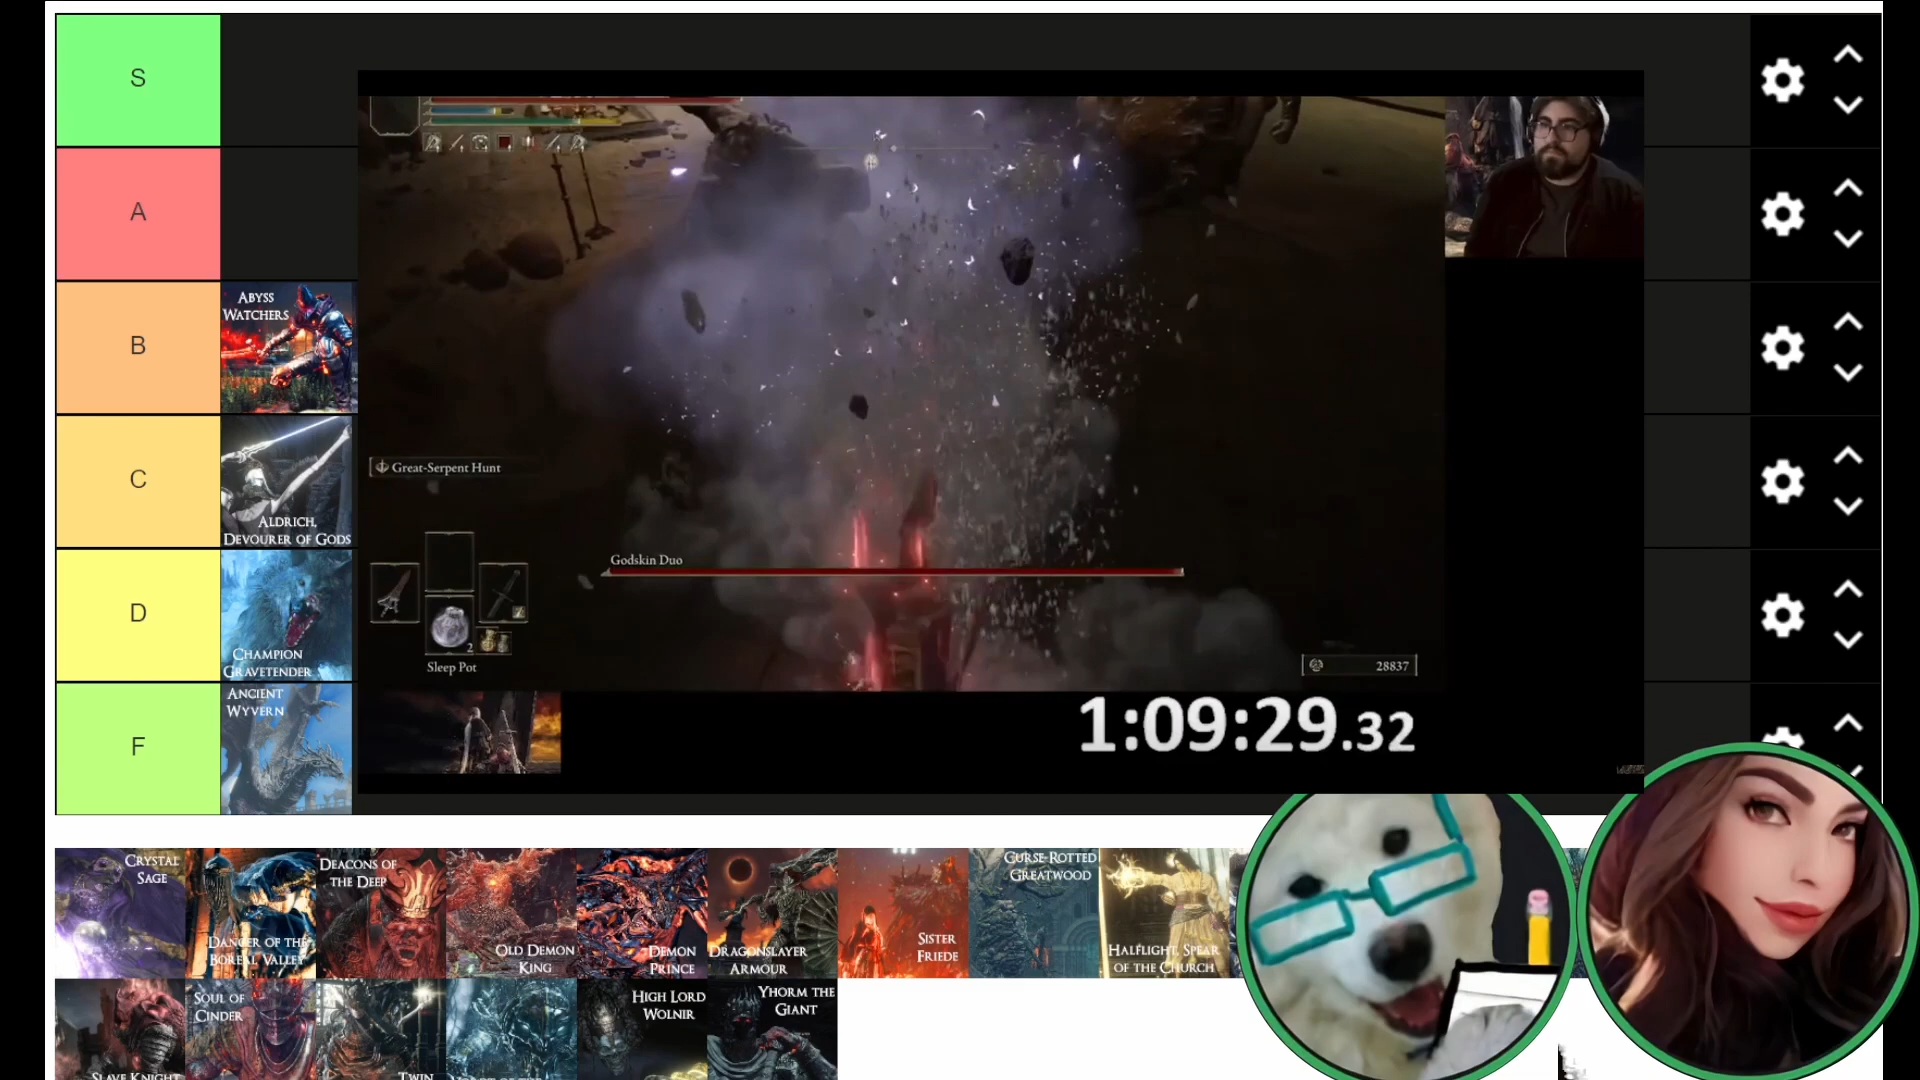 S
A
B
ABYSS
WATCHERS
C
ALDRICH,
DEVOURER OF GODS
D
CHAMPION
GRAVETENDER
F
ANCIENT
WYVERN
Great-Serpent Hunt
Godskin Duo
2
Sleep Pot
28837
1:09:29.32
CRYSTAL
SAGE
DANCER OF THE
BOREAL VALLEY
DEACONS OF
THE DEEP
OLD DEMON
KING
DEMON
PRINCE
DRAGONSLAYER
ARMOUR
SISTER
FRIEDE
CURSE-ROTTED
GREATWOOD
HALFLIGHT, SPEAR
OF THE CHURCH
SLAVE KNIGHT
SOUL OF
CINDER
TWIN
HIGH LORD
WOLNIR
YHORM THE
GIANT